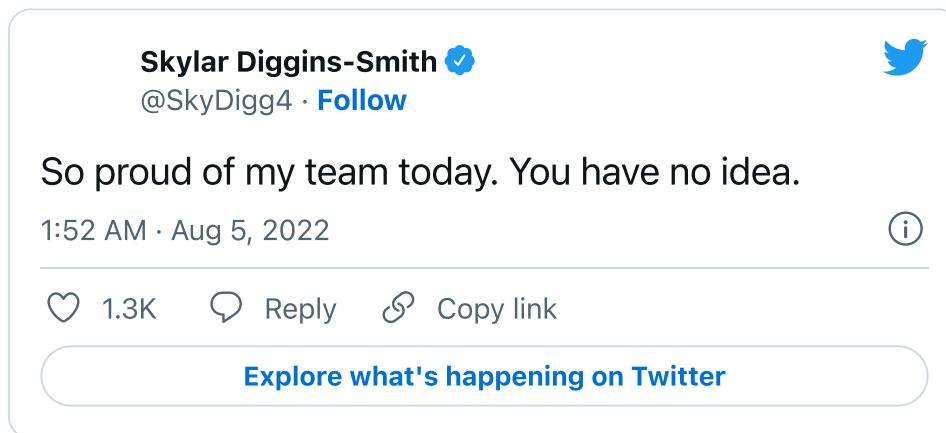 Skylar Diggins-Smith
@SkyDigg4 · Follow
So proud of my team today. You have no idea.
1:52 AM · Aug 5, 2022
1.3K Reply Copy link
Explore what's happening on Twitter